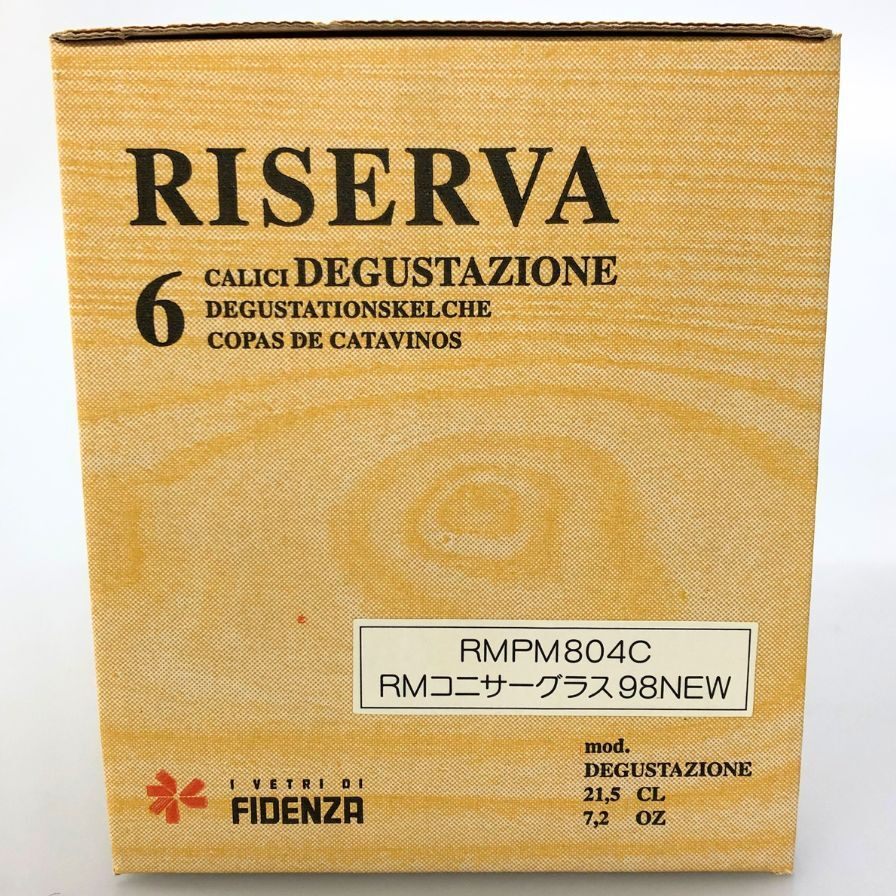 RISERVA
6 CALICI DEGUSTAZIONE
DEGUSTATIONSKELCHE
COPAS DE CATAVINOS
RMPM804C
RMコニサーグラス98NEW
mod.
DEGUSTAZIONE
21,5 CL
7,2 OZ
I VETRI DI
FIDENZA